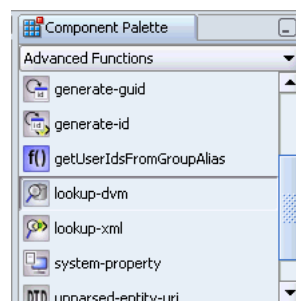 Component Palette
Advanced Functions
generate-guid
generate-id
f() getUserIdsFromGroupAlias
lookup-dvm
lookup-xml
system-property
unparsed-entity-uri